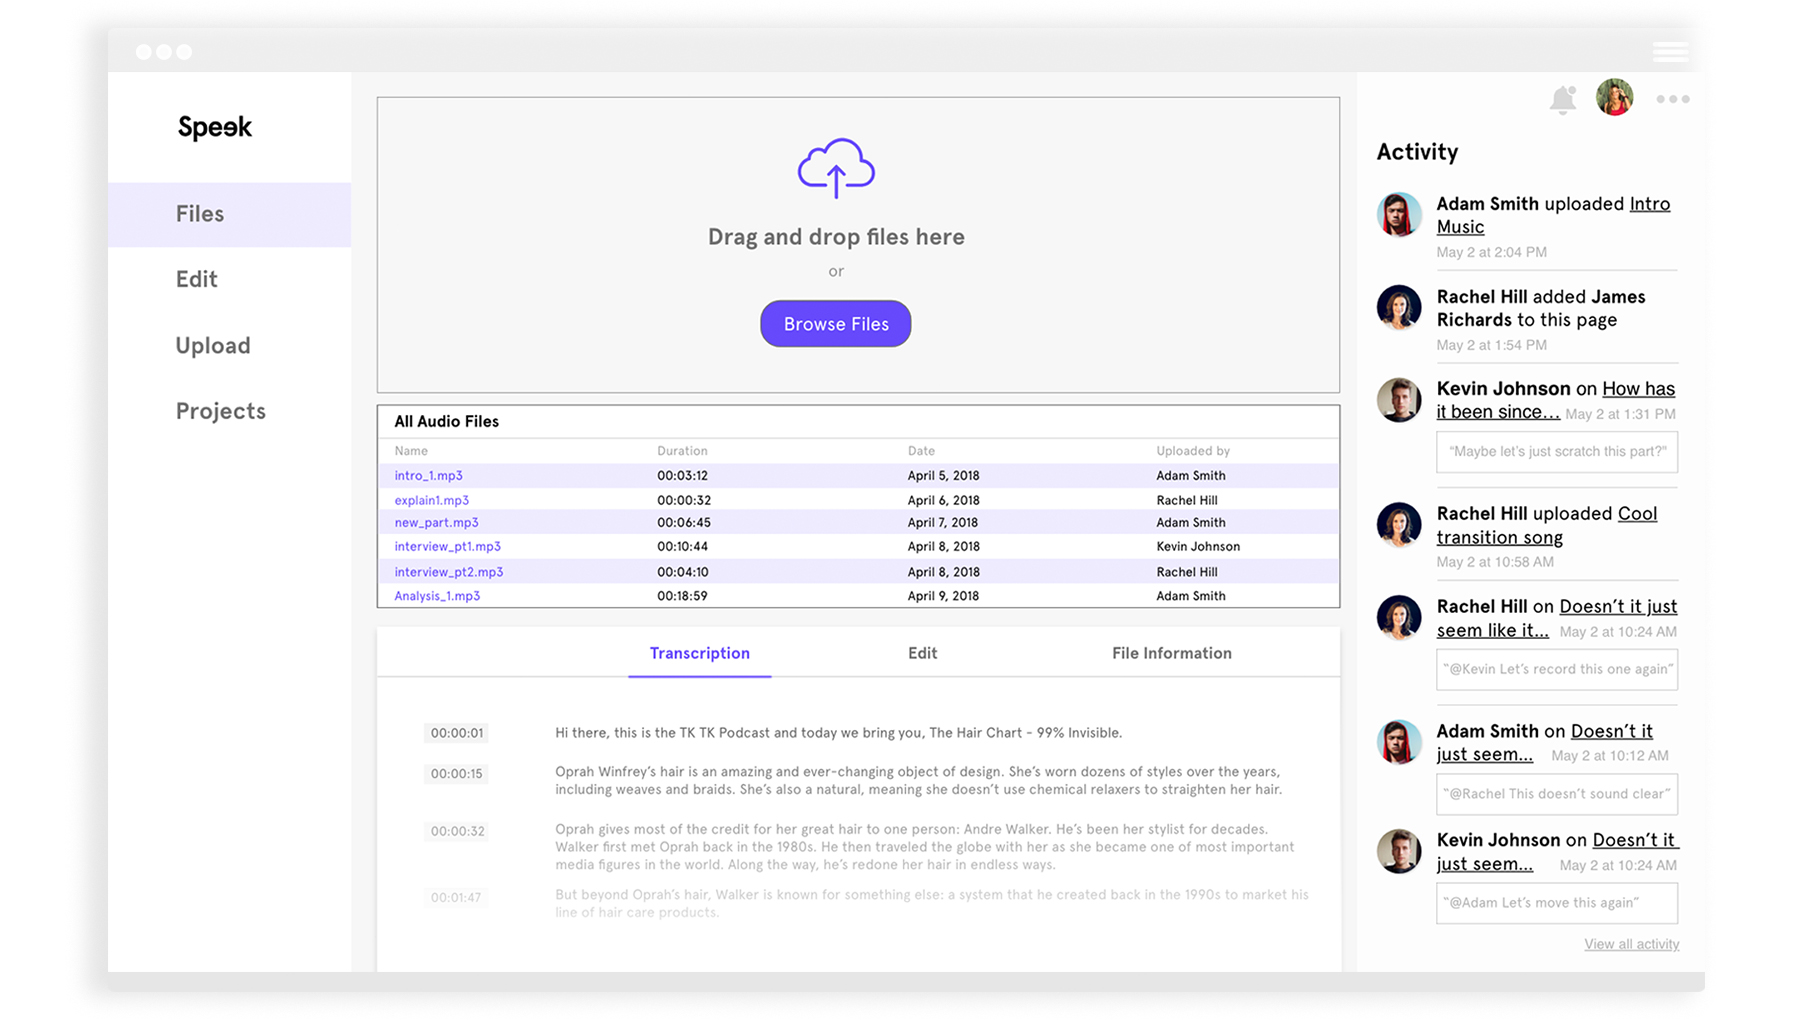 Speek
Files
Edit
Upload
Projects
Drag and drop files here
or
Browse Files
All Audio Files
Name Duration Date Uploaded by
intro_1.mp3 00:03:12 April 5, 2018 Adam Smith
explain1.mp3 00:00:32 April 6, 2018 Rachel Hill
new_part.mp3 00:06:45 April 7, 2018 Adam Smith
interview_pt1.mp3 00:10:44 April 8, 2018 Kevin Johnson
interview_pt2.mp3 00:04:10 April 8, 2018 Rachel Hill
Analysis_1.mp3 00:18:59 April 9, 2018 Adam Smith
Transcription Edit File Information
00:00:01 Hi there, this is the TK TK Podcast and today we bring you, The Hair Chart - 99% Invisible.
00:00:15 Oprah Winfrey’s hair is an amazing and ever-changing object of design. She’s worn dozens of styles over the years,
including weaves and braids. She’s also a natural, meaning she doesn’t use chemical relaxers to straighten her hair.
00:00:32 Oprah gives most of the credit for her great hair to one person: Andre Walker. He’s been her stylist for decades.
Walker first met Oprah back in the 1980s. He then traveled the globe with her as she became one of most important
media figures in the world. Along the way, he’s redone her hair in endless ways.
00:01:47 But beyond Oprah’s hair, Walker is known for something else: a system that he created back in the 1990s to market his
line of hair care products.
Activity
Adam Smith uploaded Intro
Music
May 2 at 2:04 PM
Rachel Hill added James
Richards to this page
May 2 at 1:54 PM
Kevin Johnson on How has
it been since... May 2 at 1:31 PM
“Maybe let’s just scratch this part?”
Rachel Hill uploaded Cool
transition song
May 2 at 10:58 AM
Rachel Hill on Doesn’t it just
seem like it... May 2 at 10:24 AM
“@Kevin Let’s record this one again”
Adam Smith on Doesn’t it
just seem... May 2 at 10:12 AM
“@Rachel This doesn’t sound clear”
Kevin Johnson on Doesn’t it
just seem... May 2 at 10:24 AM
“@Adam Let’s move this again”
View all activity